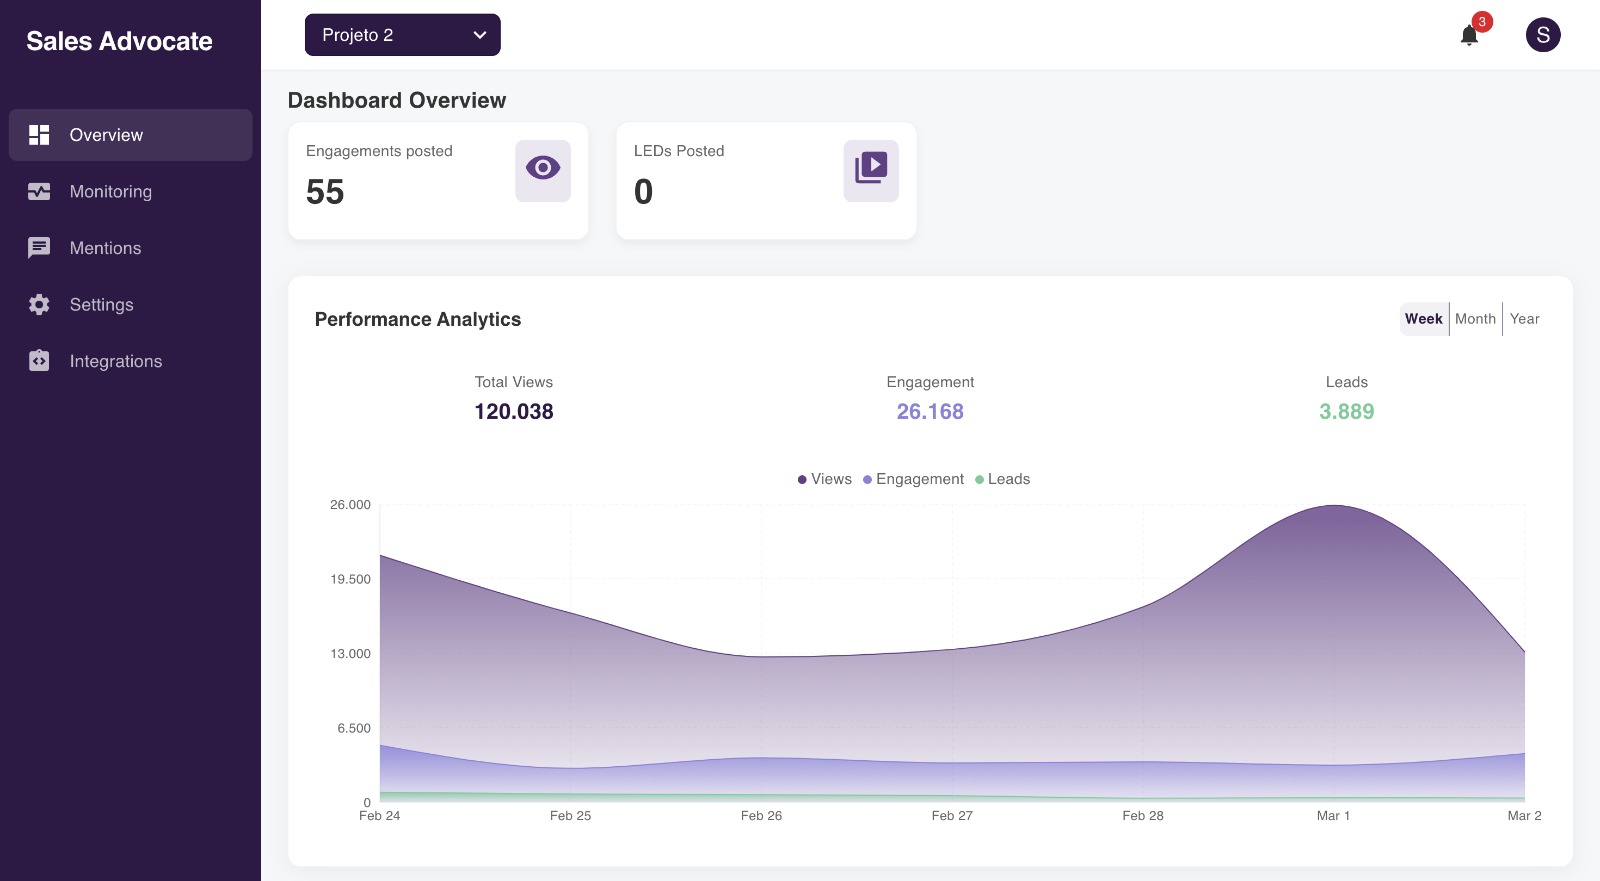 Sales Advocate
Projeto 2
3
S
Overview
Monitoring
Mentions
Settings
Integrations
Dashboard Overview
Engagements posted
55
LEDs Posted
0
Performance Analytics
Week
Month
Year
Total Views
120.038
Engagement
26.168
Leads
3.889
Views
Engagement
Leads
26.000
19.500
13.000
6.500
0
Feb 24
Feb 25
Feb 26
Feb 27
Feb 28
Mar 1
Mar 2